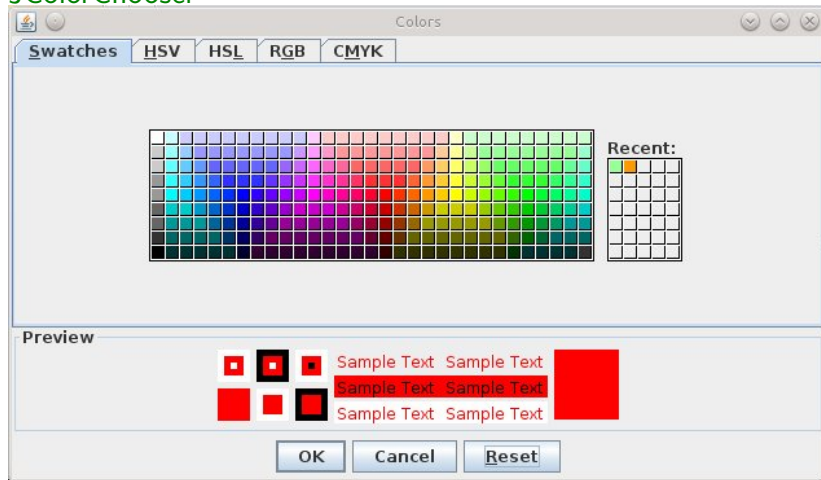 sColorChooser
Colors
Swatches HSV HSL RGB CMYK
Recent:
Preview
Sample Text Sample Text
Sample Text Sample Text
Sample Text Sample Text
OK Cancel Reset